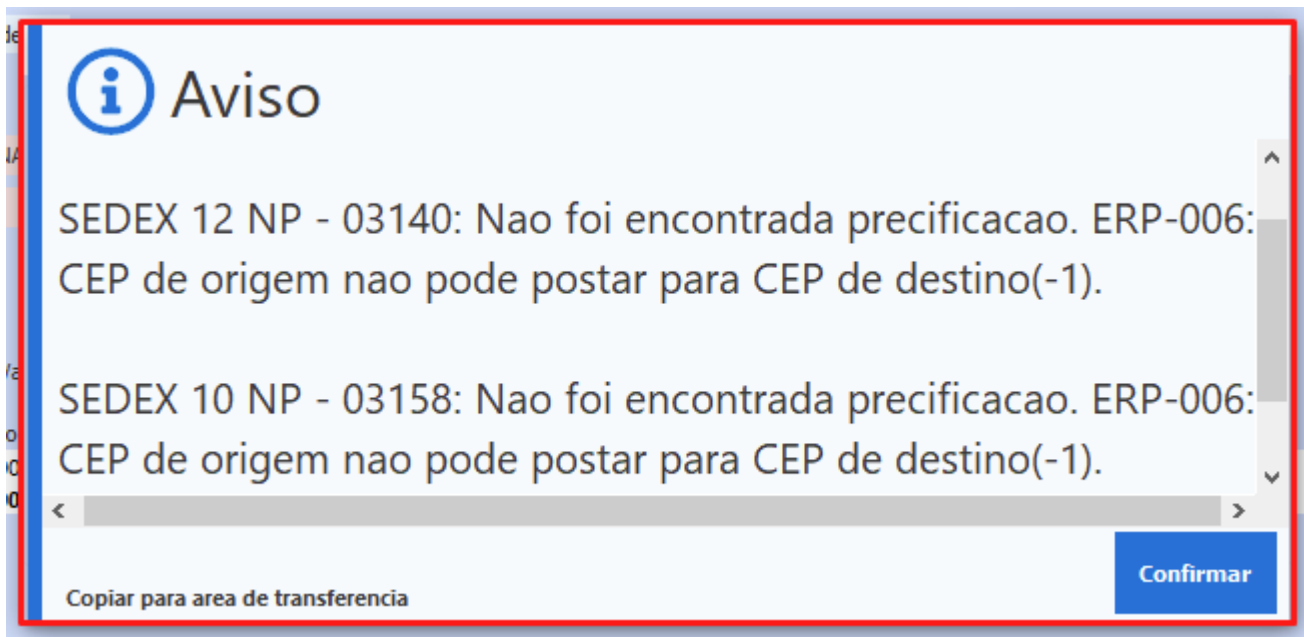 Aviso
SEDEX 12 NP - 03140: Nao foi encontrada precificacao. ERP-006:
CEP de origem nao pode postar para CEP de destino(-1).
SEDEX 10 NP - 03158: Nao foi encontrada precificacao. ERP-006:
CEP de origem nao pode postar para CEP de destino(-1).
Confirmar
Copiar para area de transferencia